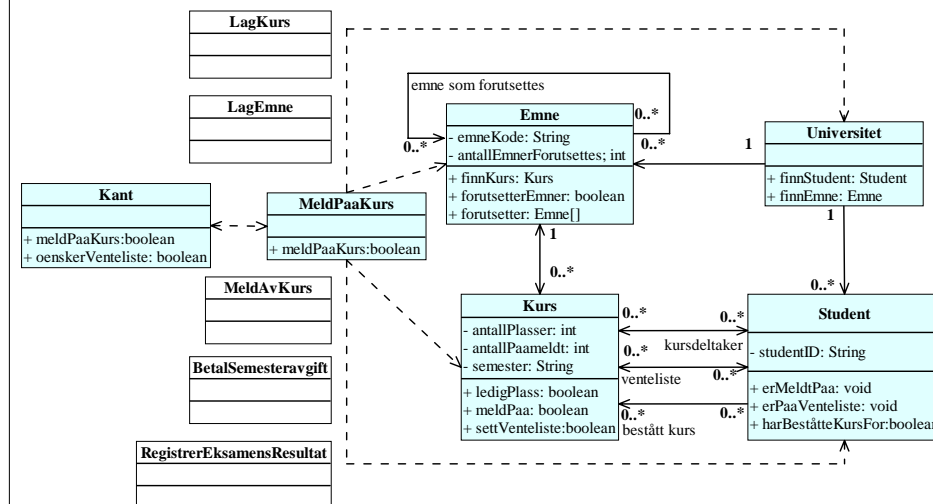 LagKurs
LagEmne
emne som forutsettes
0..*
0..*
0..*
Emne
- emneKode: String
- antallEmnerForutsettes; int
+ finnKurs: Kurs
+ forutsetterEmner: boolean
+ forutsetter: Emne[]
1
Universitet
+ finnStudent: Student
+ finnEmne: Emne
Kant
+ meldPaaKurs:boolean
+ oenskerVenteliste: boolean
MeldPaaKurs
+ meldPaaKurs:boolean
1
0..*
1
0..*
MeldAvKurs
BetalSemesteravgift
RegistrerEksamensResultat
Kurs
- antallPlasser: int
- antallPaameldt: int
- semester: String
+ ledigPlass: boolean
+ meldPaa: boolean
+ settVenteliste:boolean
0..*
0..*
kursdeltaker
0..*
0..*
venteliste
0..*
0..*
bestått kurs
Student
- studentID: String
+ erMeldtPaa: void
+ erPaaVenteliste: void
+ harBeståtteKursFor:boolean